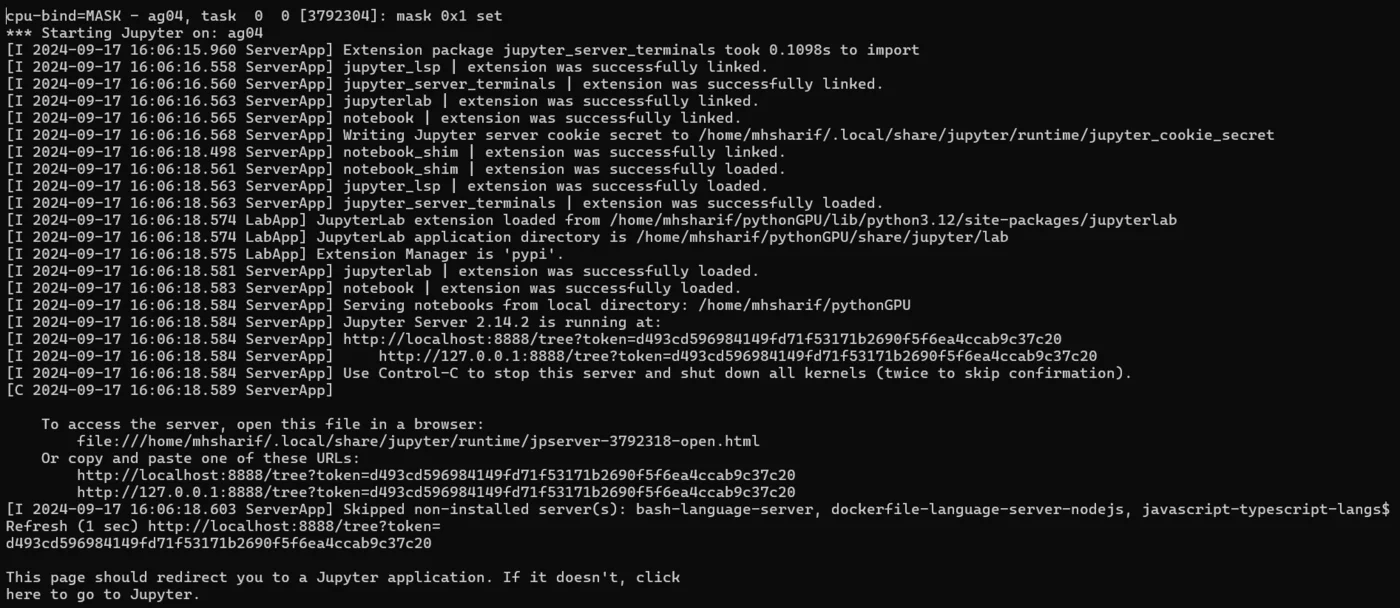 cpu-bind=MASK - ag04, task  0  0 [3792304]: mask 0x1 set
*** Starting Jupyter on: ag04
[I 2024-09-17 16:06:15.960 ServerApp] Extension package jupyter_server_terminals took 0.1098s to import
[I 2024-09-17 16:06:16.558 ServerApp] jupyter_lsp | extension was successfully linked.
[I 2024-09-17 16:06:16.560 ServerApp] jupyter_server_terminals | extension was successfully linked.
[I 2024-09-17 16:06:16.563 ServerApp] jupyterlab | extension was successfully linked.
[I 2024-09-17 16:06:16.565 ServerApp] notebook | extension was successfully linked.
[I 2024-09-17 16:06:16.568 ServerApp] Writing Jupyter server cookie secret to /home/mhsharif/.local/share/jupyter/runtime/jupyter_cookie_secret
[I 2024-09-17 16:06:18.498 ServerApp] notebook_shim | extension was successfully linked.
[I 2024-09-17 16:06:18.561 ServerApp] notebook_shim | extension was successfully loaded.
[I 2024-09-17 16:06:18.563 ServerApp] jupyter_lsp | extension was successfully loaded.
[I 2024-09-17 16:06:18.563 ServerApp] jupyter_server_terminals | extension was successfully loaded.
[I 2024-09-17 16:06:18.574 LabApp] JupyterLab extension loaded from /home/mhsharif/pythonGPU/lib/python3.12/site-packages/jupyterlab
[I 2024-09-17 16:06:18.574 LabApp] JupyterLab application directory is /home/mhsharif/pythonGPU/share/jupyter/lab
[I 2024-09-17 16:06:18.575 LabApp] Extension Manager is 'pypi'.
[I 2024-09-17 16:06:18.581 ServerApp] jupyterlab | extension was successfully loaded.
[I 2024-09-17 16:06:18.583 ServerApp] notebook | extension was successfully loaded.
[I 2024-09-17 16:06:18.584 ServerApp] Serving notebooks from local directory: /home/mhsharif/pythonGPU
[I 2024-09-17 16:06:18.584 ServerApp] Jupyter Server 2.14.2 is running at:
[I 2024-09-17 16:06:18.584 ServerApp] http://localhost:8888/tree?token=d493cd596984149fd71f53171b2690f5f6ea4ccab9c37c20
[I 2024-09-17 16:06:18.584 ServerApp]     http://127.0.0.1:8888/tree?token=d493cd596984149fd71f53171b2690f5f6ea4ccab9c37c20
[I 2024-09-17 16:06:18.584 ServerApp] Use Control-C to stop this server and shut down all kernels (twice to skip confirmation).
[C 2024-09-17 16:06:18.589 ServerApp]
To access the server, open this file in a browser:
file:///home/mhsharif/.local/share/jupyter/runtime/jpserver-3792318-open.html
Or copy and paste one of these URLs:
http://localhost:8888/tree?token=d493cd596984149fd71f53171b2690f5f6ea4ccab9c37c20
http://127.0.0.1:8888/tree?token=d493cd596984149fd71f53171b2690f5f6ea4ccab9c37c20
[I 2024-09-17 16:06:18.603 ServerApp] Skipped non-installed server(s): bash-language-server, dockerfile-language-server-nodejs, javascript-typescript-langs$
Refresh (1 sec) http://localhost:8888/tree?token=
d493cd596984149fd71f53171b2690f5f6ea4ccab9c37c20
This page should redirect you to a Jupyter application. If it doesn't, click
here to go to Jupyter.